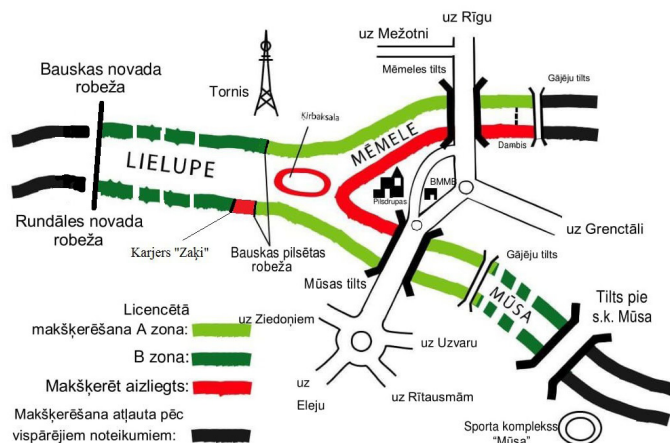 uz Rīgu
uz Mežotni
Mēmeles tilts
Gājēju tilts
Bauskas novada
robeža
Tornis
Ķirbaksala
MĒMELE
Dambis
LIELUPE
Pilsdrupas
BMMB
Rundāles novada
robeža
Karjers "Zaķi"
Bauskas pilsētas
robeža
uz Grenctāli
Mūsas tilts
Gājēju tilts
MŪSA
Tilts pie
s.k. Mūsa
Licencētā
makšķerēšana A zona:
B zona:
Makšķerēt aizliegts:
Makšķerēšana atļauta pēc
vispārējiem noteikumiem:
uz Ziedoņiem
uz Uzvaru
uz Rītausmām
uz
Eleju
Sporta komplekss
"Mūsa"